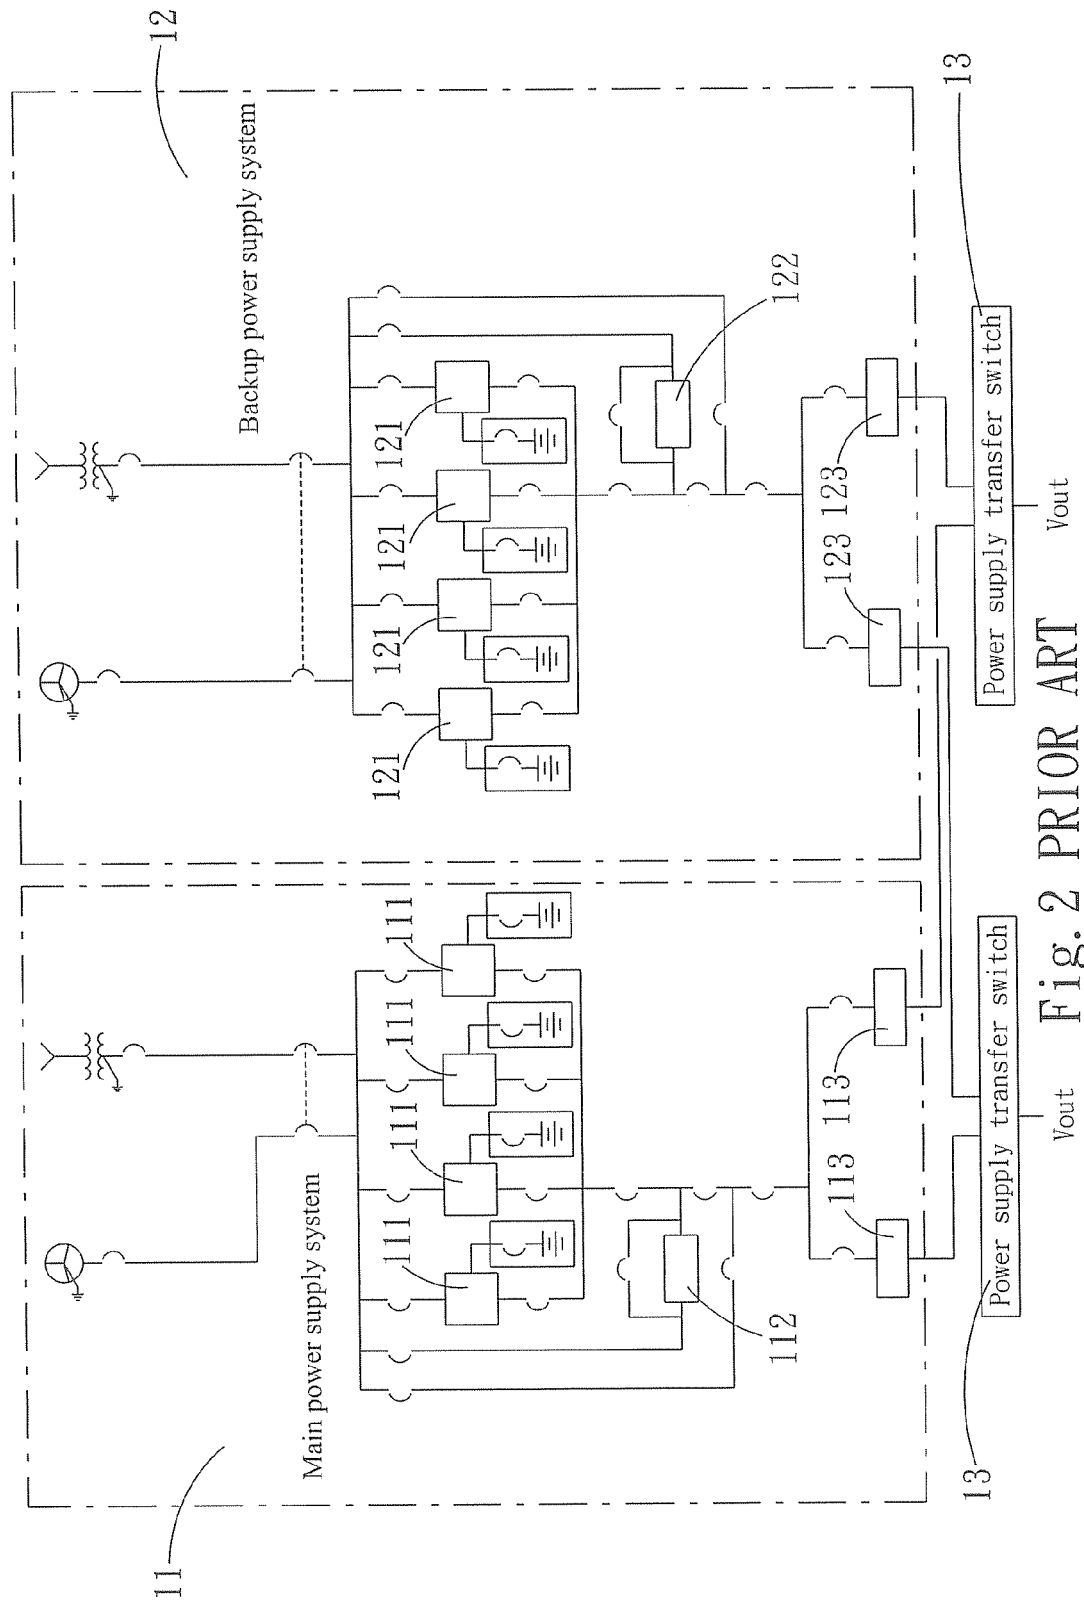 11
12
Main power supply system
Backup power supply system
111
111
111
111
121
121
121
121
112
122
113
113
123
123
13
Power supply transfer switch
13
Power supply transfer switch
Vout
Vout
Fig. 2 PRIOR ART